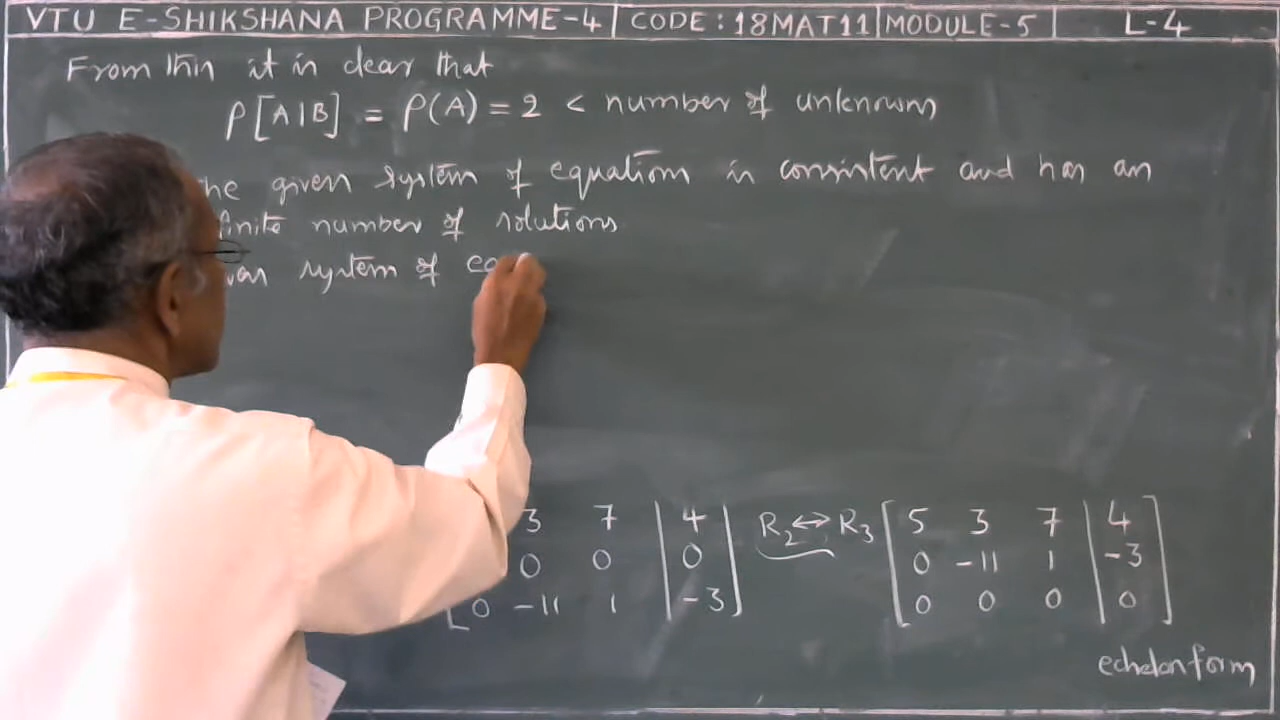 VTU E-SHIKSHANA PROGRAMME-4 | CODE: 18MAT11 | MODULE-5 | L-4
From this it is clear that
ρ[A|B] = ρ(A) = 2 < number of unknowns
given system of equations is consistent and has an
number of solutions
system of
3 7 | 4
0 0 | 0
0 -11 1 | -3
R2 ↔ R3
5 3 7 | 4
0 -11 1 | -3
0 0 0 | 0
echelon form